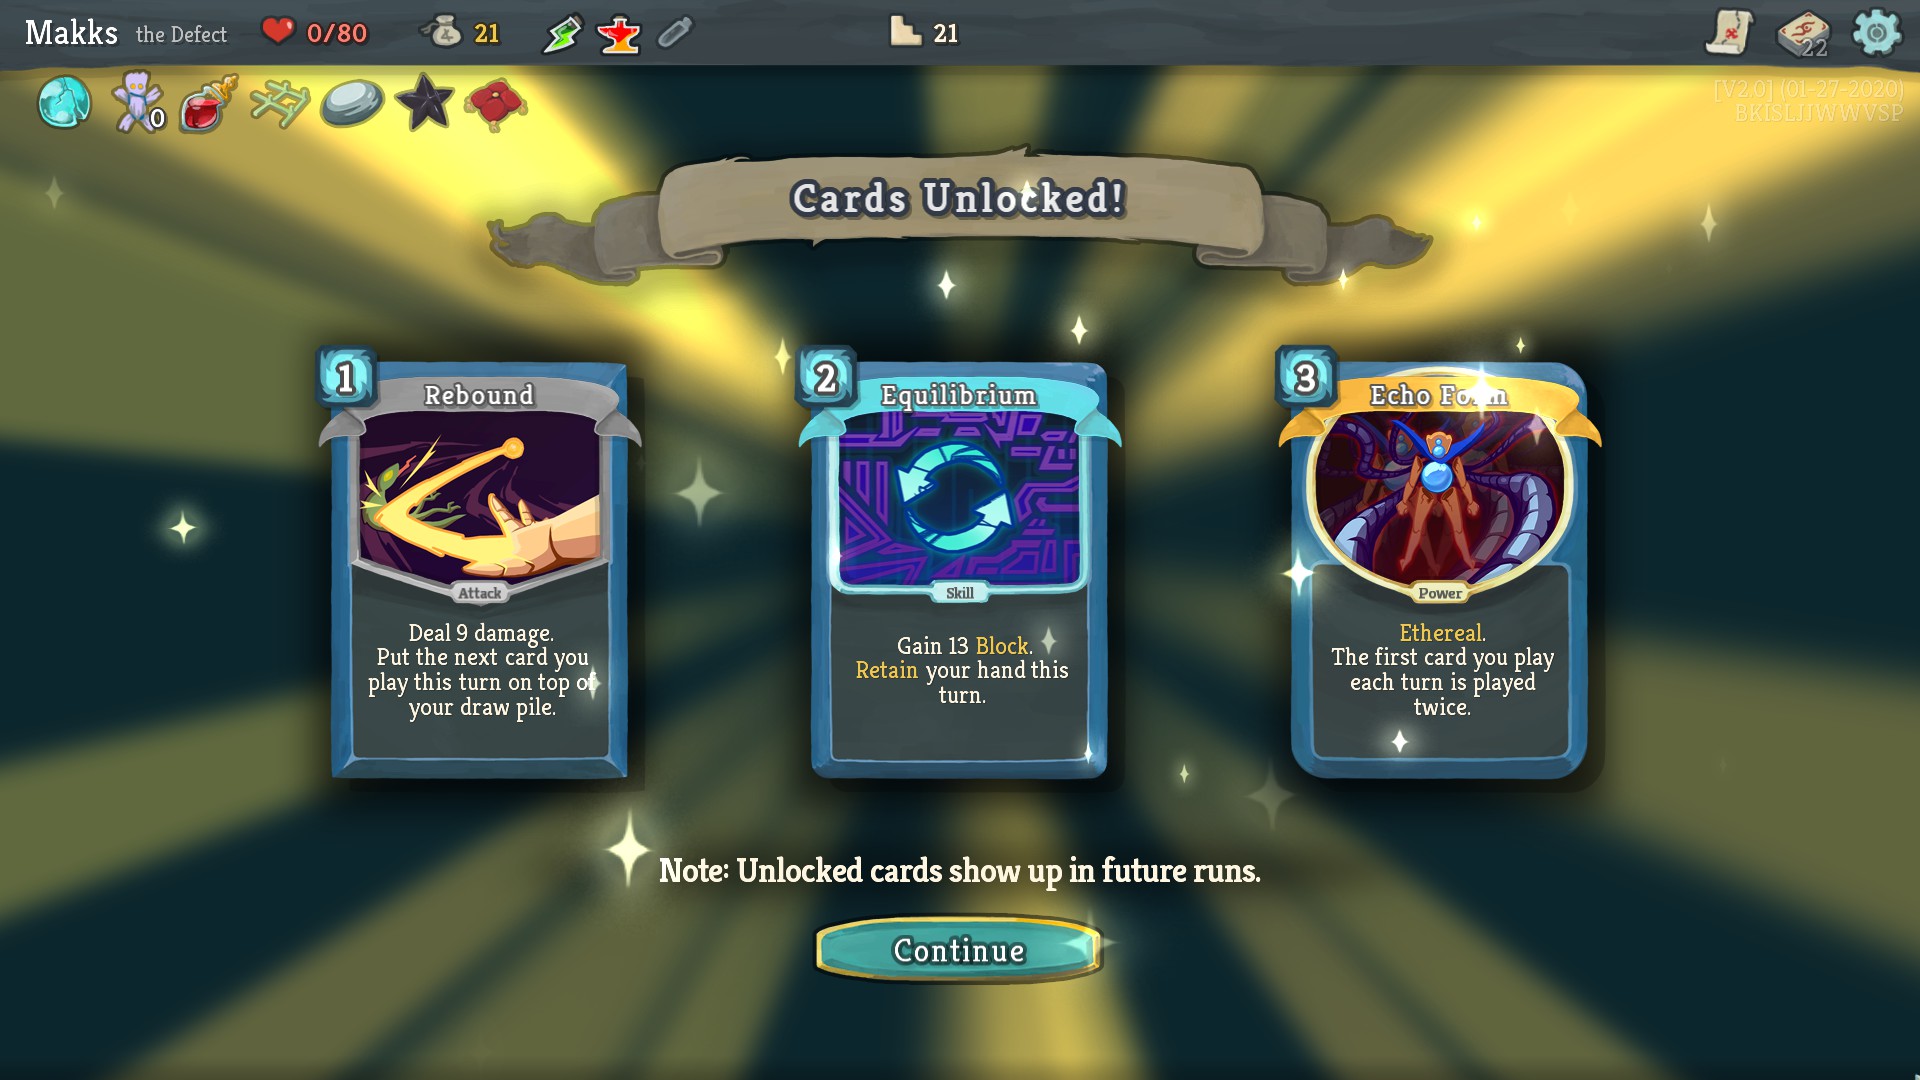 Makks the Defect 0/80 21 21 22
[V2.0] (01-27-2020)
BKISLJJWWVSP
0
Cards Unlocked!
1 Rebound
Attack
Deal 9 damage.
Put the next card you
play this turn on top of
your draw pile.
2 Equilibrium
Skill
Gain 13 Block.
Retain your hand this
turn.
3 Echo Form
Power
Ethereal.
The first card you play
each turn is played
twice.
Note: Unlocked cards show up in future runs.
Continue